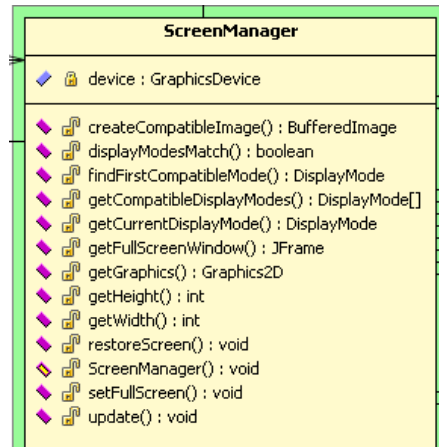 ScreenManager
device : GraphicsDevice
createCompatibleImage() : BufferedImage
displayModesMatch() : boolean
findFirstCompatibleMode() : DisplayMode
getCompatibleDisplayModes() : DisplayMode[]
getCurrentDisplayMode() : DisplayMode
getFullScreenWindow() : JFrame
getGraphics() : Graphics2D
getHeight() : int
getWidth() : int
restoreScreen() : void
ScreenManager() : void
setFullScreen() : void
update() : void